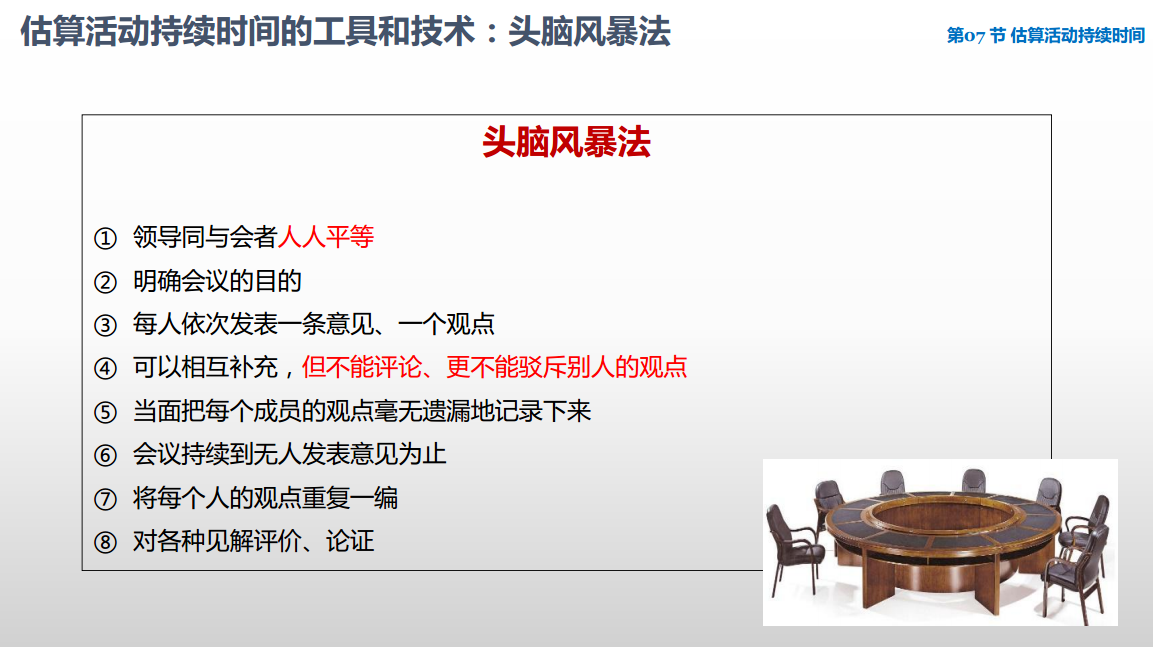 估算活动持续时间的工具和技术：头脑风暴法
第07 节 估算活动持续时间
头脑风暴法
① 领导同与会者人人平等
② 明确会议的目的
③ 每人依次发表一条意见、一个观点
④ 可以相互补充，但不能评论、更不能驳斥别人的观点
⑤ 当面把每个成员的观点毫无遗漏地记录下来
⑥ 会议持续到无人发表意见为止
⑦ 将每个人的观点重复一编
⑧ 对各种见解评价、论证